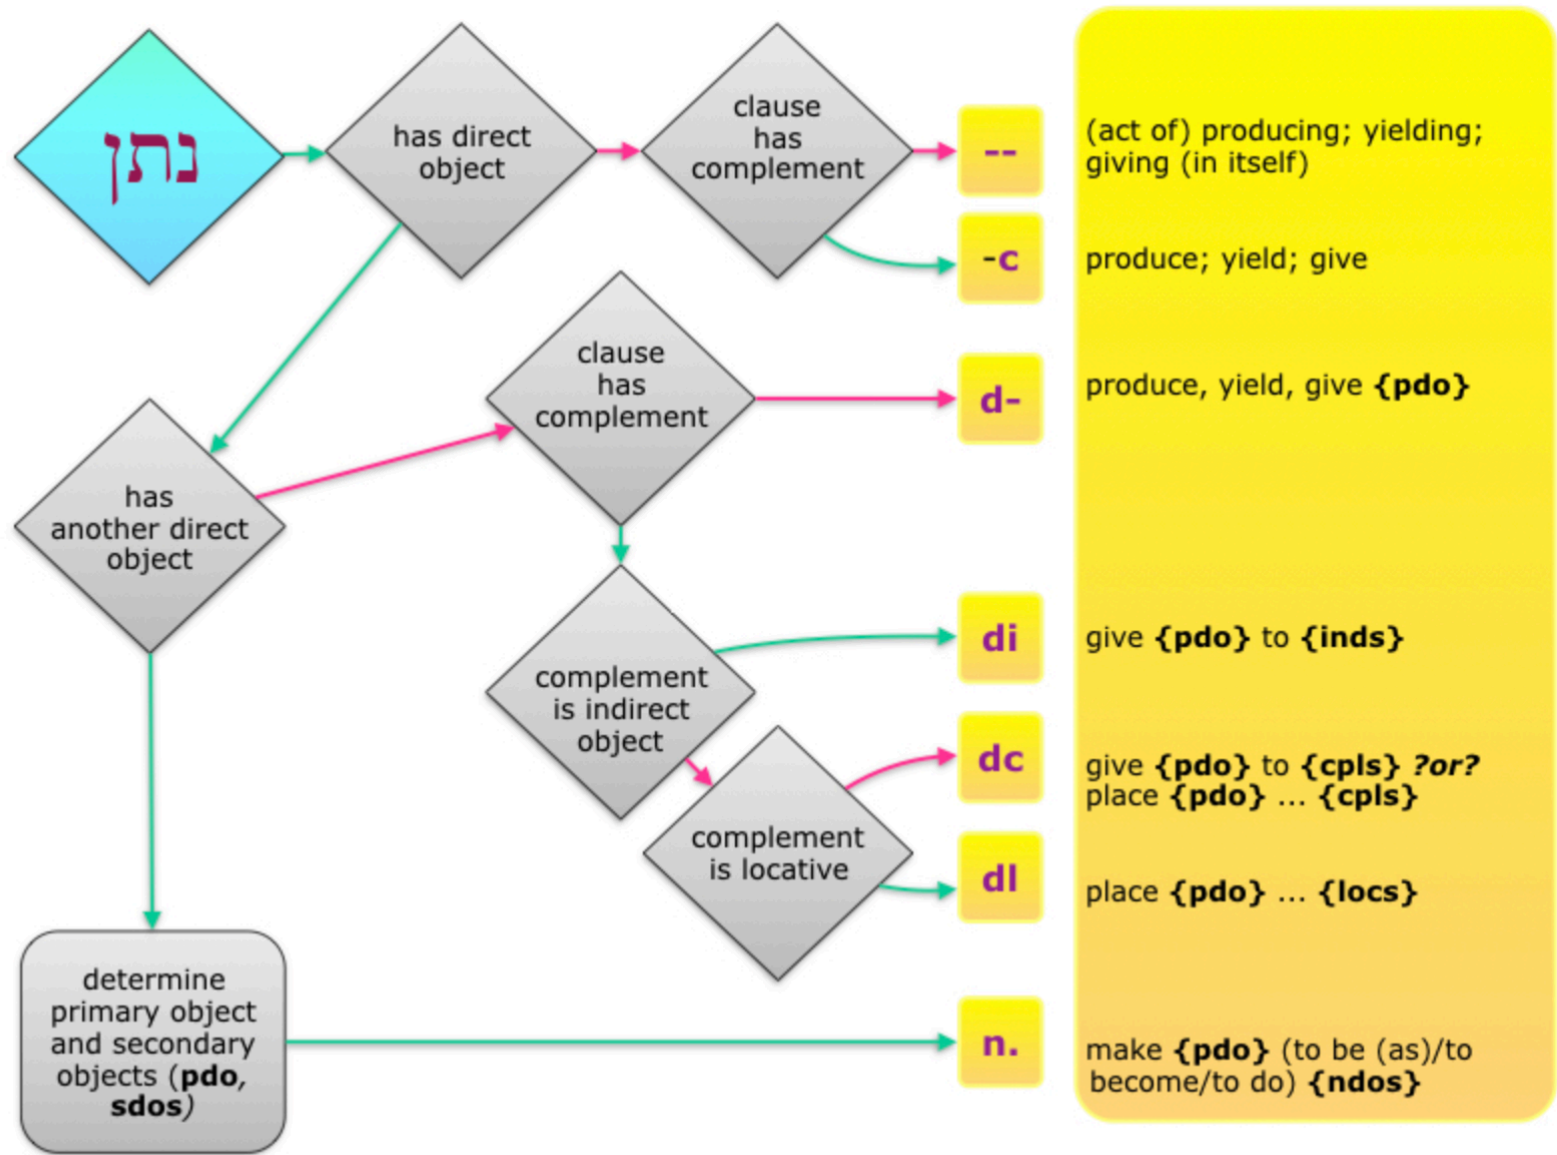 נתן
has direct
object
clause
has
complement
--
(act of) producing; yielding;
giving (in itself)
-c
produce; yield; give
clause
has
complement
d-
produce, yield, give {pdo}
has
another direct
object
complement
is indirect
object
di
give {pdo} to {inds}
complement
is locative
dc
give {pdo} to {cpls} ?or?
place {pdo} ... {cpls}
dl
place {pdo} ... {locs}
determine
primary object
and secondary
objects (pdo,
sdos)
n.
make {pdo} (to be (as)/to
become/to do) {ndos}